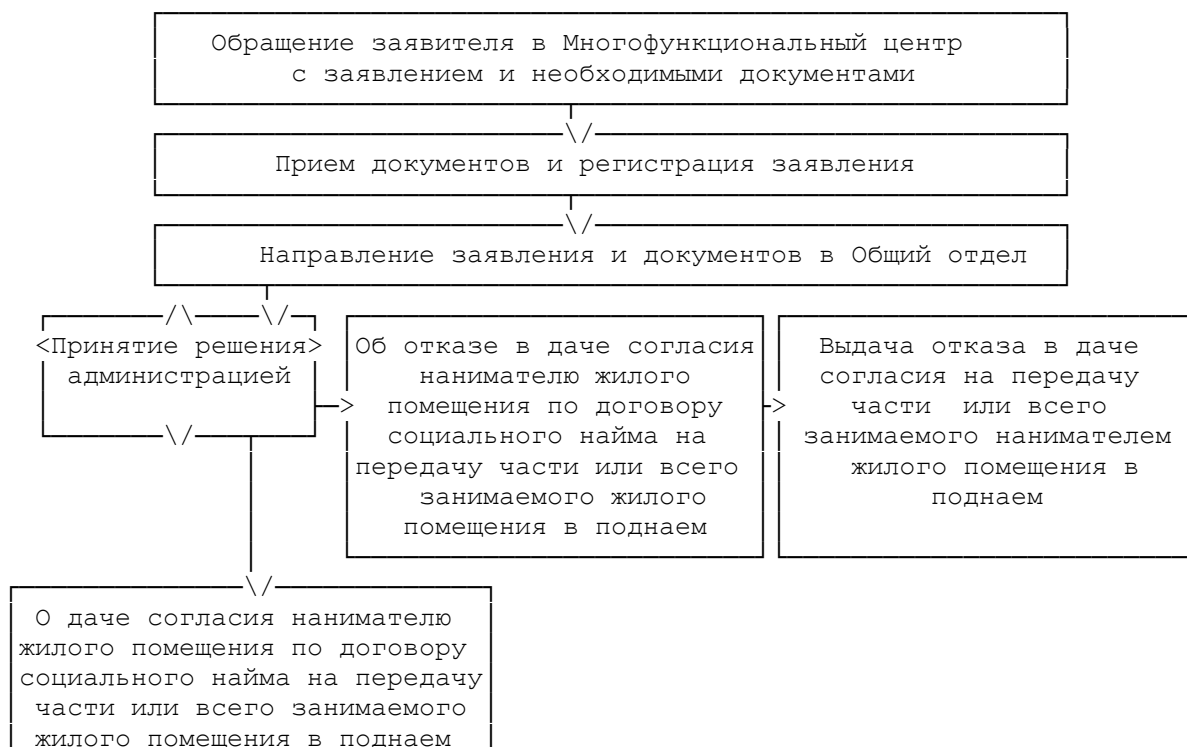 Обращение заявителя в Многофункциональный центр
с заявлением и необходимыми документами
Прием документов и регистрация заявления
Направление заявления и документов в Общий отдел
<Принятие решения>
администрацией
Об отказе в даче согласия
нанимателю жилого
помещения по договору
социального найма на
передачу части или всего
занимаемого жилого
помещения в поднаем
Выдача отказа в даче
согласия на передачу
части или всего
занимаемого нанимателем
жилого помещения в
поднаем
О даче согласия нанимателю
жилого помещения по договору
социального найма на передачу
части или всего занимаемого
жилого помещения в поднаем